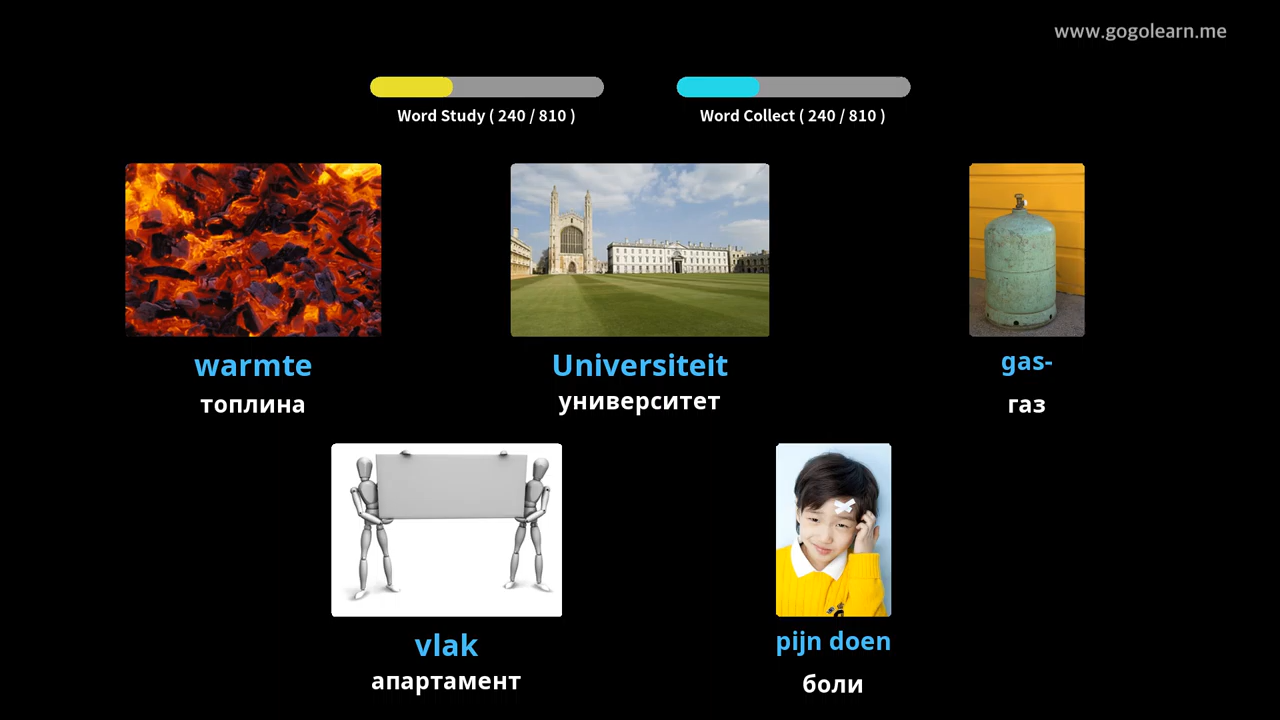 www.gogolearn.me
Word Study ( 240 / 810 )
Word Collect ( 240 / 810 )
warmte
топлина
Universiteit
университет
gas-
газ
vlak
апартамент
pijn doen
боли